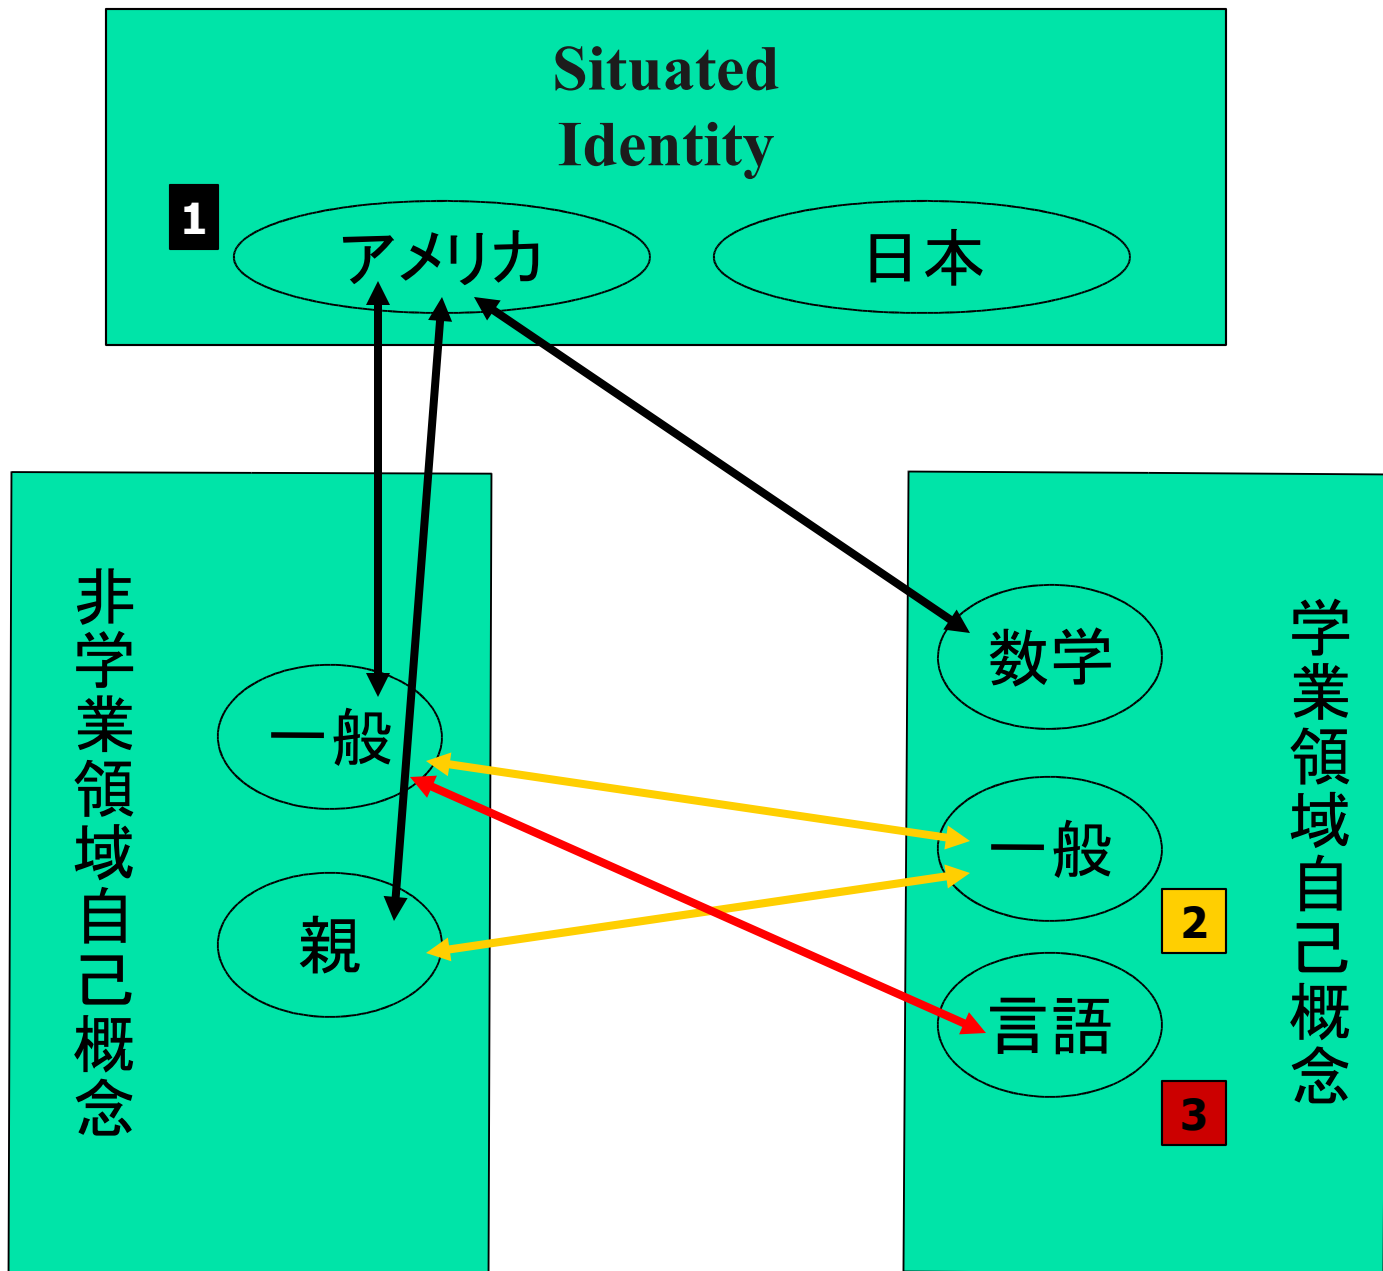 Situated
Identity
1
アメリカ
日本
非学業領域自己概念
一般
親
数学
一般
2
言語
3
学業領域自己概念